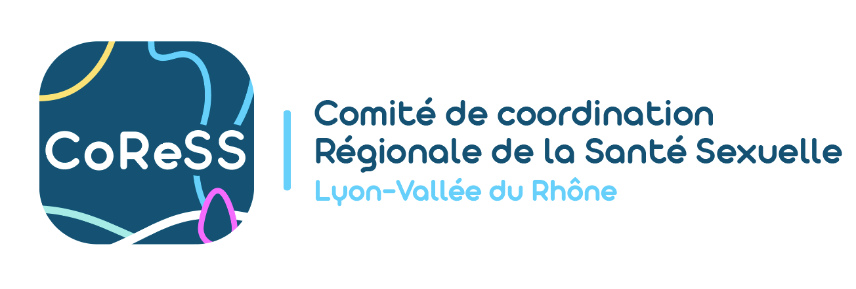 CoReSS
Comité de coordination
Régionale de la Santé Sexuelle
Lyon-Vallée du Rhône